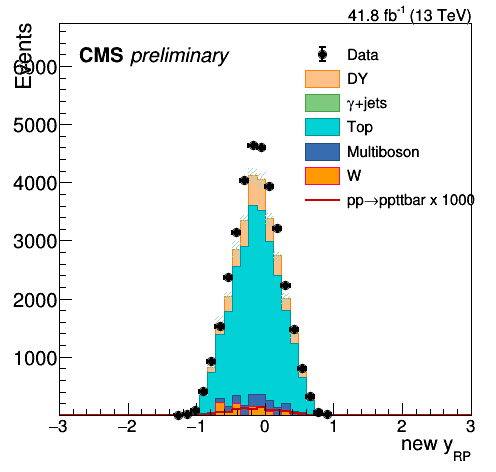 41.8 fb⁻¹ (13 TeV)
Events
CMS preliminary
Data
DY
γ+jets
Top
Multiboson
W
pp→ppttbar x 1000
6000
5000
4000
3000
2000
1000
−3 −2 −1 0 1 2 3
new y_RP